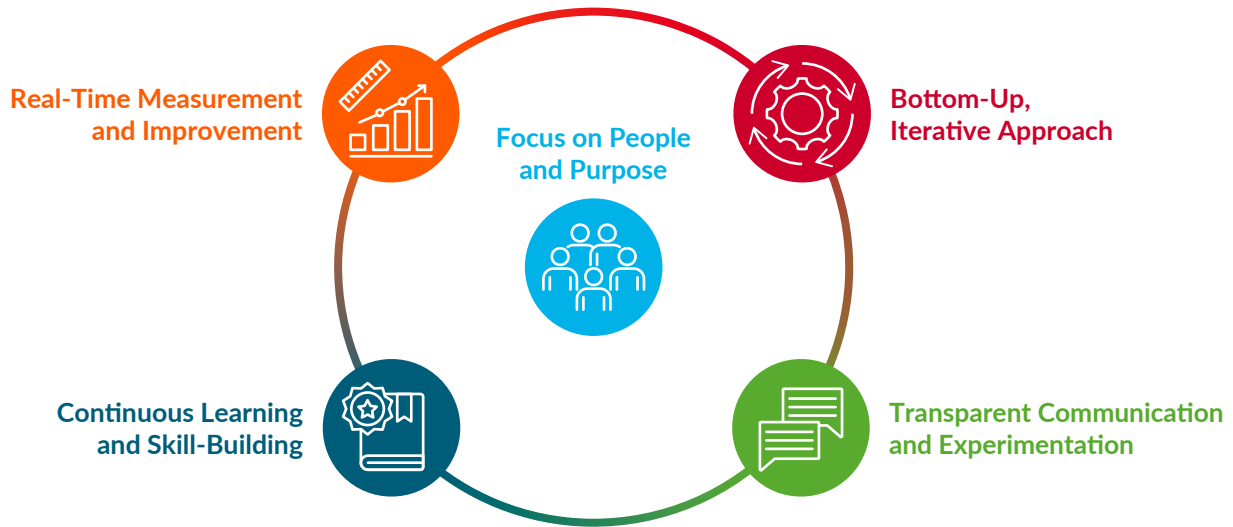 Real-Time Measurement
and Improvement
Focus on People
and Purpose
Bottom-Up,
Iterative Approach
Continuous Learning
and Skill-Building
Transparent Communication
and Experimentation